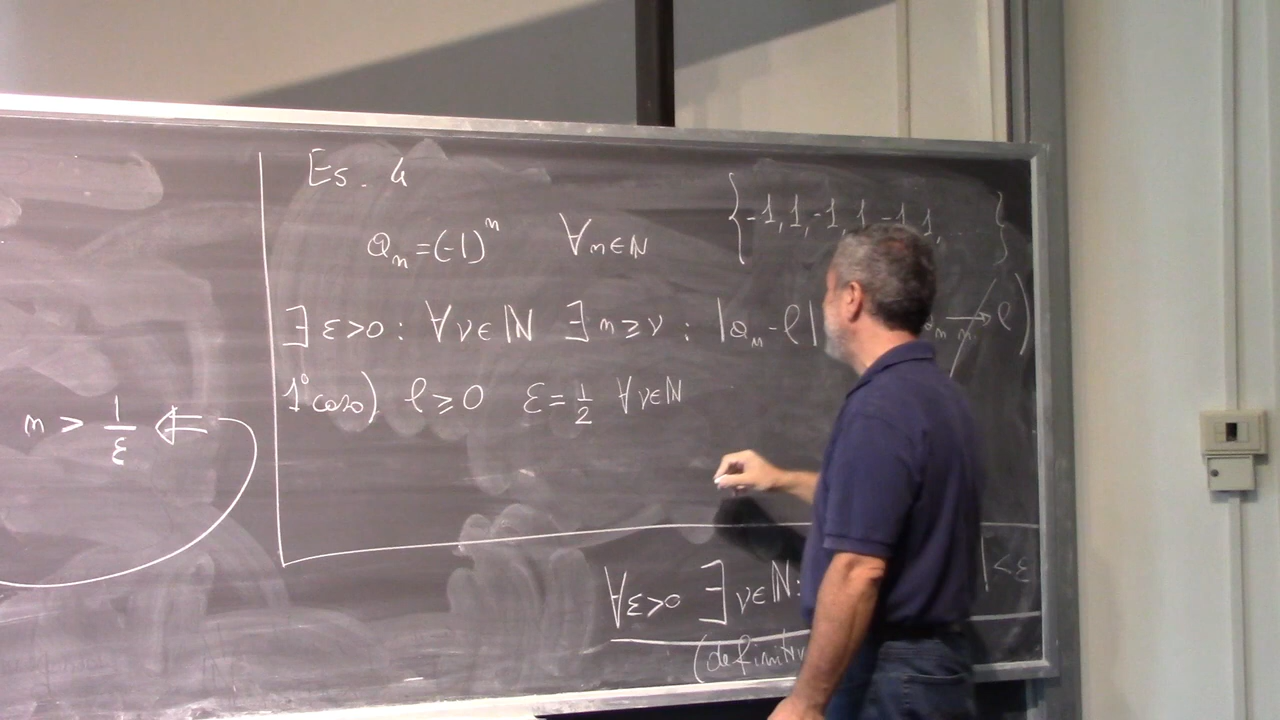 Es. 4
a_n = (-1)^n ∀n∈ℕ {-1, 1, -1, 1, -1, 1, ... }
∃ ε>0 : ∀ν∈ℕ ∃ n≥ν : |a_n - ℓ| a_n → ℓ)
1° caso) ℓ ≥ 0 ε = 1/2 ∀ν∈ℕ
n > 1/ε ⇐
∀ε>0 ∃ν∈ℕ: | < ε